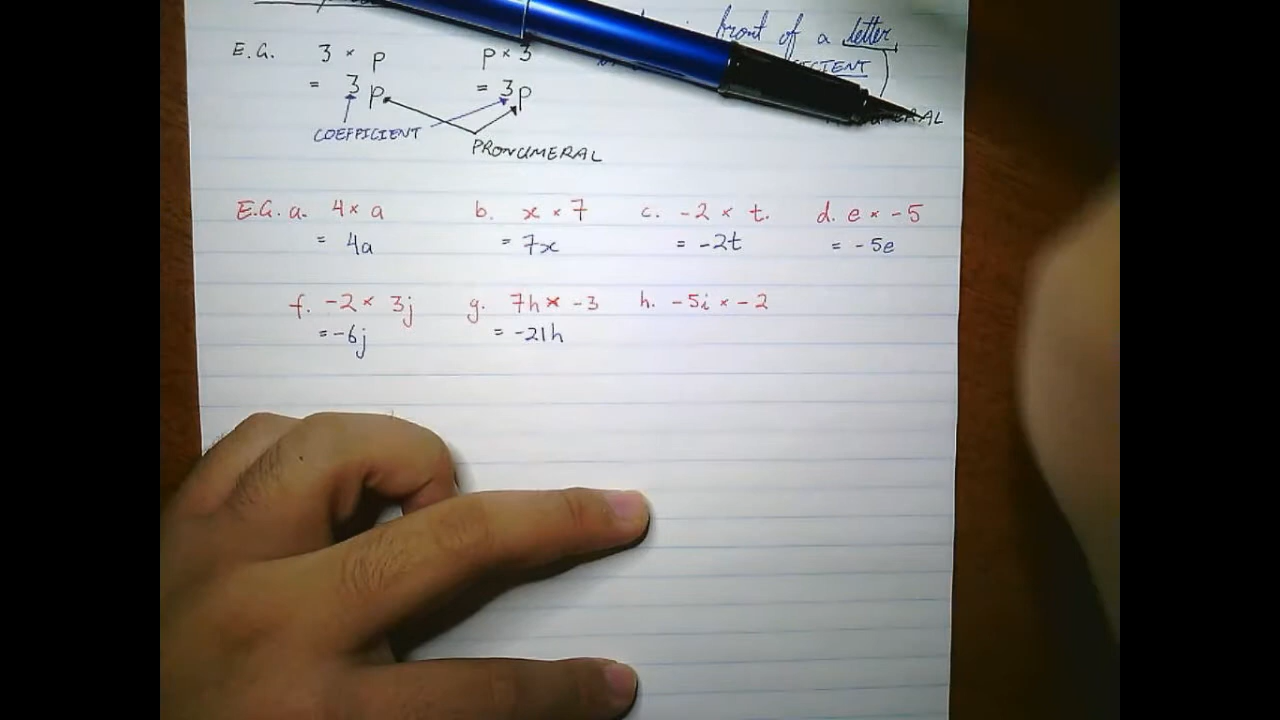 front of a letter
E.G. 3 × p p × 3
= 3p = 3p
COEFFICIENT
PRONUMERAL
E.G. a. 4 × a b. x × 7 c. -2 × t. d. e × -5
= 4a = 7x = -2t = -5e
f. -2 × 3j g. 7h × -3 h. -5i × -2
= -6j = -21h